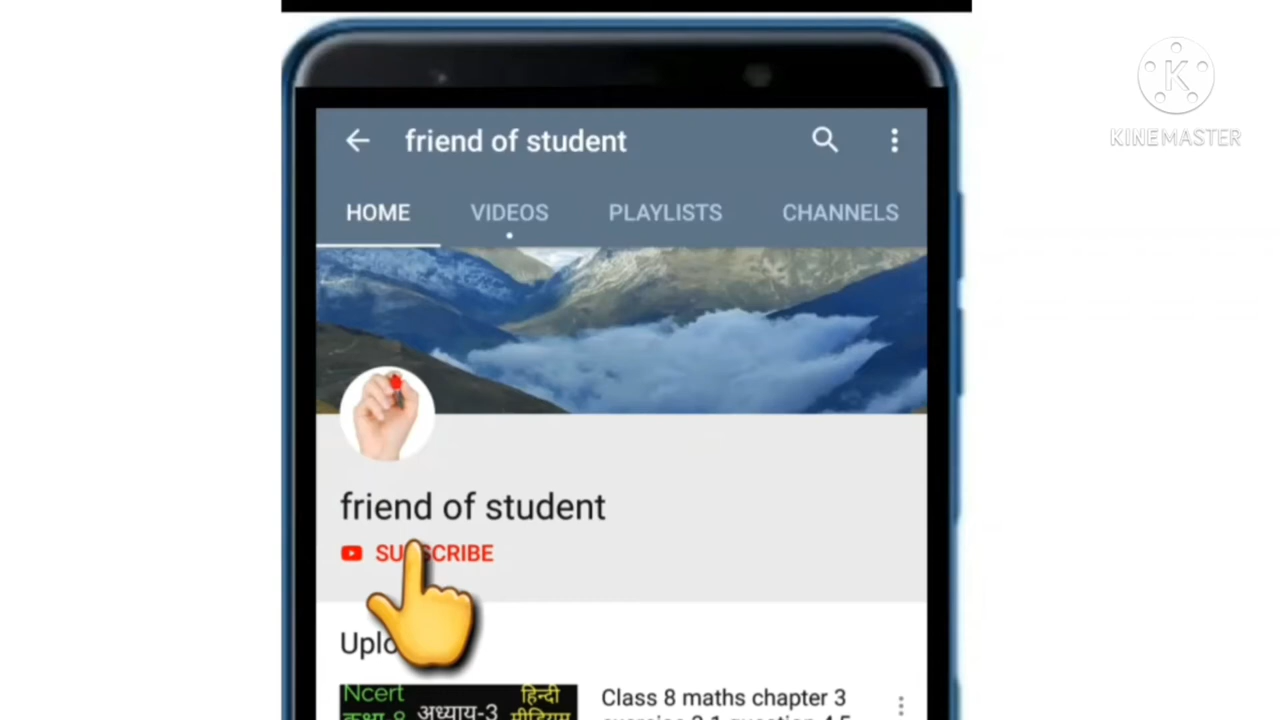 friend of student
HOME VIDEOS PLAYLISTS CHANNELS
friend of student
SUBSCRIBE
Ncert
अध्याय-3
हिन्दी
Class 8 maths chapter 3
K
KINEMASTER